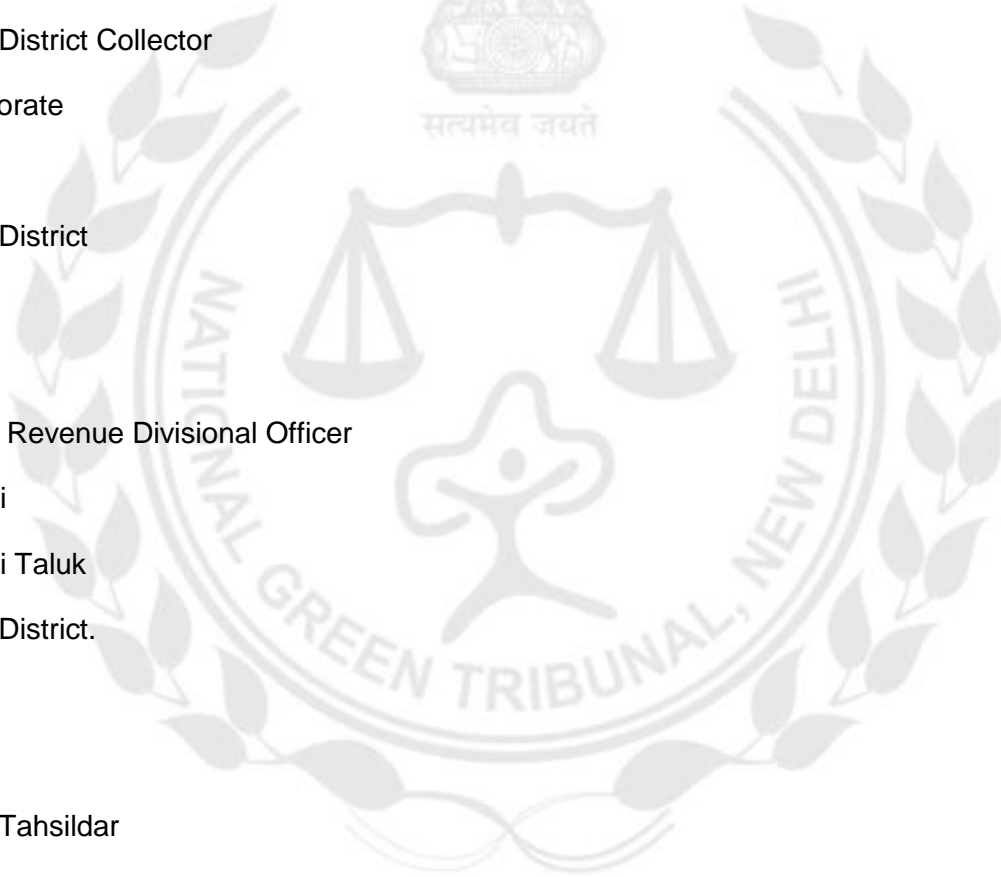 District Collector
orate
सत्यमेव जयते
District
Revenue Divisional Officer
i
i Taluk
District.
Tahsildar
NATIONAL GREEN TRIBUNAL, NEW DELHI